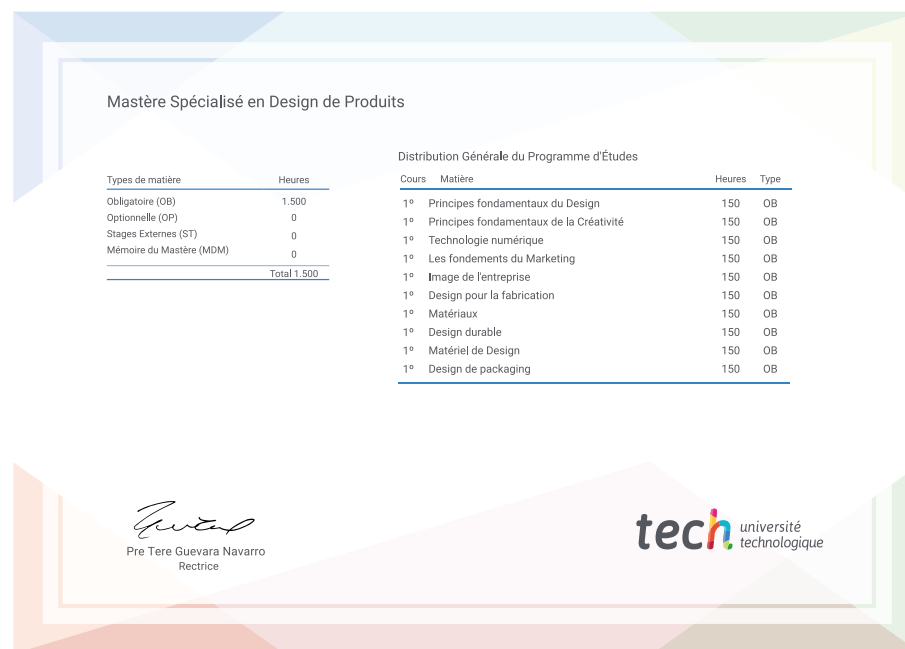 Mastère Spécialisé en Design de Produits
Types de matière Heures
Obligatoire (OB) 1.500
Optionnelle (OP) 0
Stages Externes (ST) 0
Mémoire du Mastère (MDM) 0
Total 1.500
Distribution Générale du Programme d'Études
Cours Matière Heures Type
1º Principes fondamentaux du Design 150 OB
1º Principes fondamentaux de la Créativité 150 OB
1º Technologie numérique 150 OB
1º Les fondements du Marketing 150 OB
1º Image de l'entreprise 150 OB
1º Design pour la fabrication 150 OB
1º Matériaux 150 OB
1º Design durable 150 OB
1º Matériel de Design 150 OB
1º Design de packaging 150 OB
Pre Tere Guevara Navarro
Rectrice
tech université
technologique